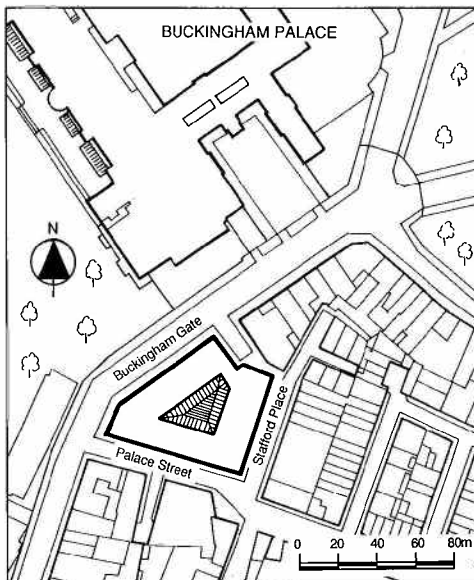 BUCKINGHAM PALACE
N
Buckingham Gate
Stafford Place
Palace Street
0 20 40 60 80m